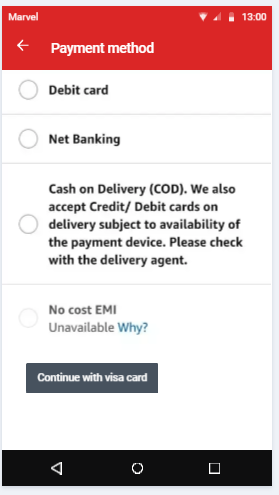 Marvel 13:00
Payment method
Debit card
Net Banking
Cash on Delivery (COD). We also
accept Credit/ Debit cards on
delivery subject to availability of
the payment device. Please check
with the delivery agent.
No cost EMI
Unavailable Why?
Continue with visa card